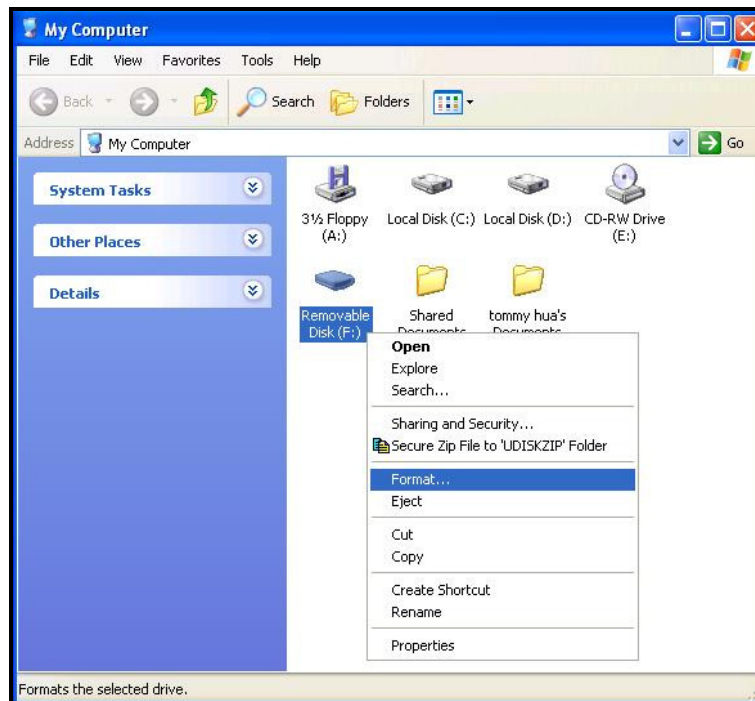 My Computer
File Edit View Favorites Tools Help
Back Search Folders
Address My Computer Go
System Tasks
Other Places
Details
3½ Floppy (A:)
Local Disk (C:)
Local Disk (D:)
CD-RW Drive (E:)
Removable Disk (F:)
Shared Documents
tommy hua's Documents
Open
Explore
Search...
Sharing and Security...
Secure Zip File to 'UDISKZIP' Folder
Format...
Eject
Cut
Copy
Create Shortcut
Rename
Properties
Formats the selected drive.